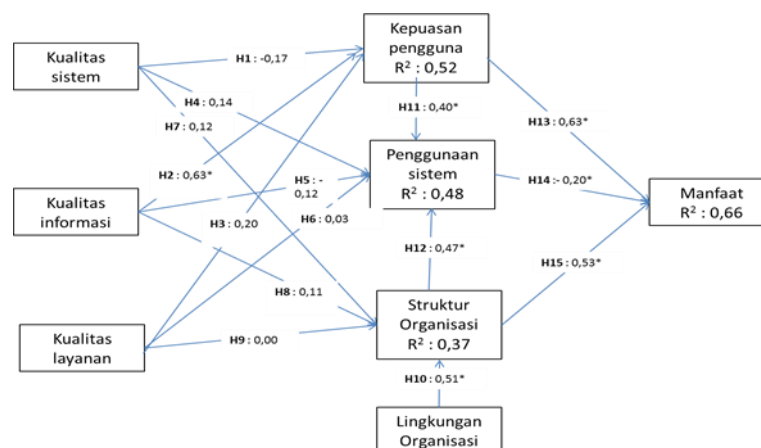 Kualitas
sistem
Kualitas
informasi
Kualitas
layanan
H1 : -0,17
H4 : 0,14
H7 : 0,12
H2 : 0,63*
H5 : -
0,12
H3 : 0,20
H6 : 0,03
H8 : 0,11
H9 : 0,00
Kepuasan
pengguna
R² : 0,52
H11 : 0,40*
Penggunaan
sistem
R² : 0,48
H12 : 0,47*
Struktur
Organisasi
R² : 0,37
H10 : 0,51*
Lingkungan
Organisasi
H13 : 0,63*
H14 :- 0,20*
H15 : 0,53*
Manfaat
R² : 0,66